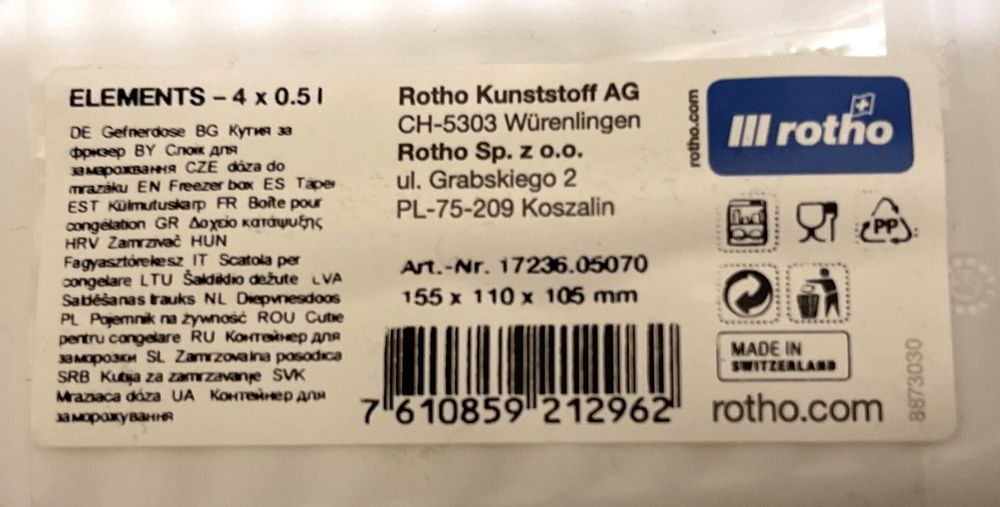 ELEMENTS – 4 x 0.5 l
DE Gefrierdose BG Кутия за
фризер BY Слоик для
замарожвання CZE dóza do
mrazáku EN Freezer box ES Táper
EST Külmutuskarp FR Boîte pour
congélation GR Δοχείο κατάψυξης
HRV Zamrzivač HUN
Fagyasztórekesz IT Scatola per
congelare LTU Šaldiklio dėžutė LVA
Saldēšanas trauks NL Diepvriesdoos
PL Pojemnik na żywność ROU Cutie
pentru congelare RU Контейнер для
заморозки SL Zamrzovalna posodica
SRB Kutija za zamrzavanje SVK
Mraziaca dóza UA Контейнер для
заморожування
Rotho Kunststoff AG
CH-5303 Würenlingen
Rotho Sp. z o.o.
ul. Grabskiego 2
PL-75-209 Koszalin
Art.-Nr. 17236.05070
155 x 110 x 105 mm
7 610859 212962
rotho.com
rotho
PP
MADE IN
SWITZERLAND
rotho.com
8873030